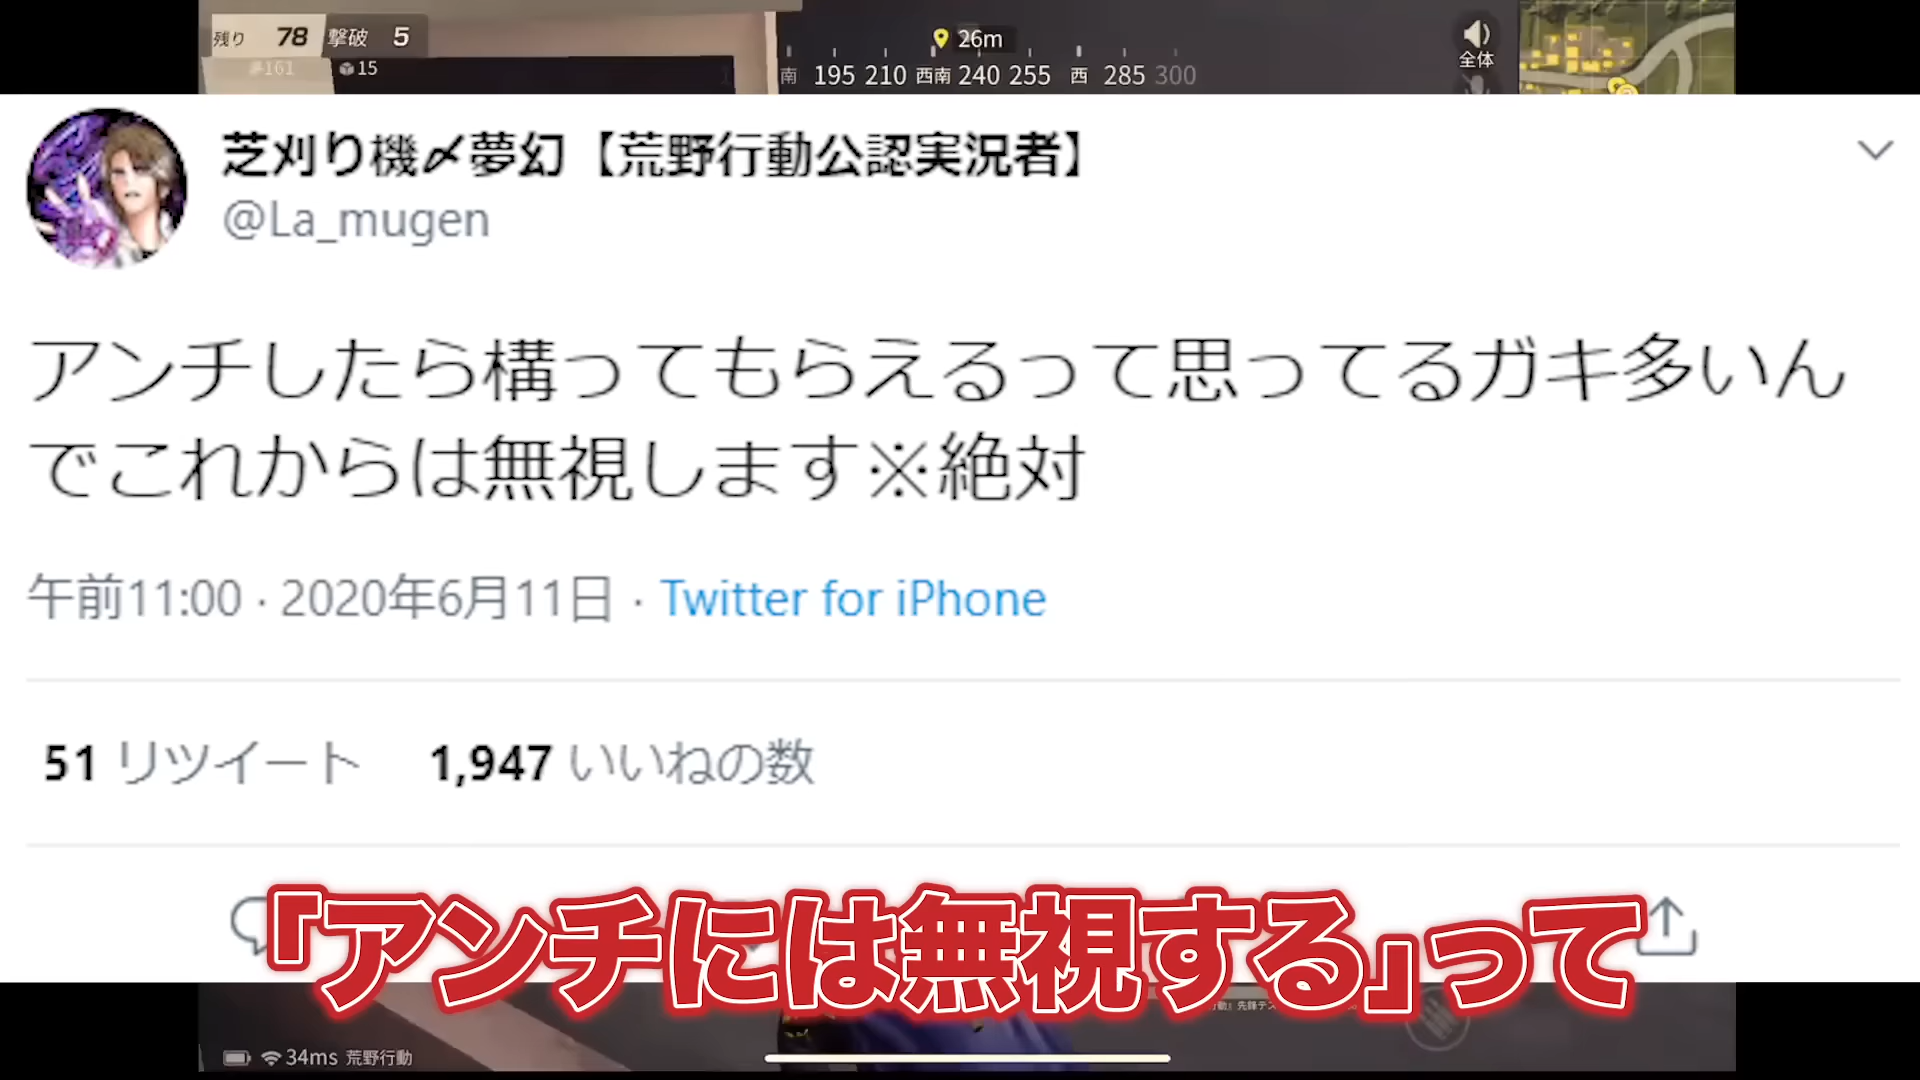 残り 78 撃破 5
161 15
26m
南 195 210 西南 240 255 西 285 300
全体
芝刈り機〆夢幻【荒野行動公認実況者】
@La_mugen
アンチしたら構ってもらえるって思ってるガキ多いん
でこれからは無視します※絶対
午前11:00 · 2020年6月11日 · Twitter for iPhone
51 リツイート 1,947 いいねの数
「アンチには無視する」って
34ms 荒野行動